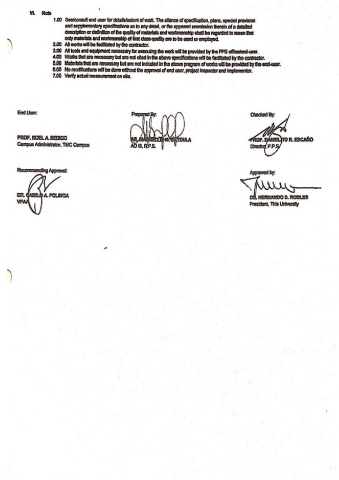 VI. Note
1.00 See/consult end user for details/extent of work. The silence of specification, plans, special provision
and supplementary specifications as to any detail, or the apparent ommision therein of a detailed
description or definition of the quality of materials and workmanship shall be regarded to mean that
only materials and workmanship of first class quality are to be used or employed.
2.00 All works will be facilitated by the contractor.
3.00 All tools and equipment necessary for executing the work will be provided by the PPS office/end-user.
4.00 Works that are necessary but are not cited in the above specifications will be facilitated by the contractor.
5.00 Materials that are necessary but are not included in the above program of works will be provided by the end-user.
6.00 No modifications will be done without the approval of end user, project inspector and implementor.
7.00 Verify actual measurement on site.
End User:
Prepared By:
Checked By:
PROF. NOEL A.
Campus Administrator, TMC Campus
AO III, P.P.S.
PROF. R. ESCAÑO
Director, P.P.S.
Recommending Approval:
Approved by:
DR. A. POLINGA
VPAA
DR. HERNANDO D. ROBLES
President, This University